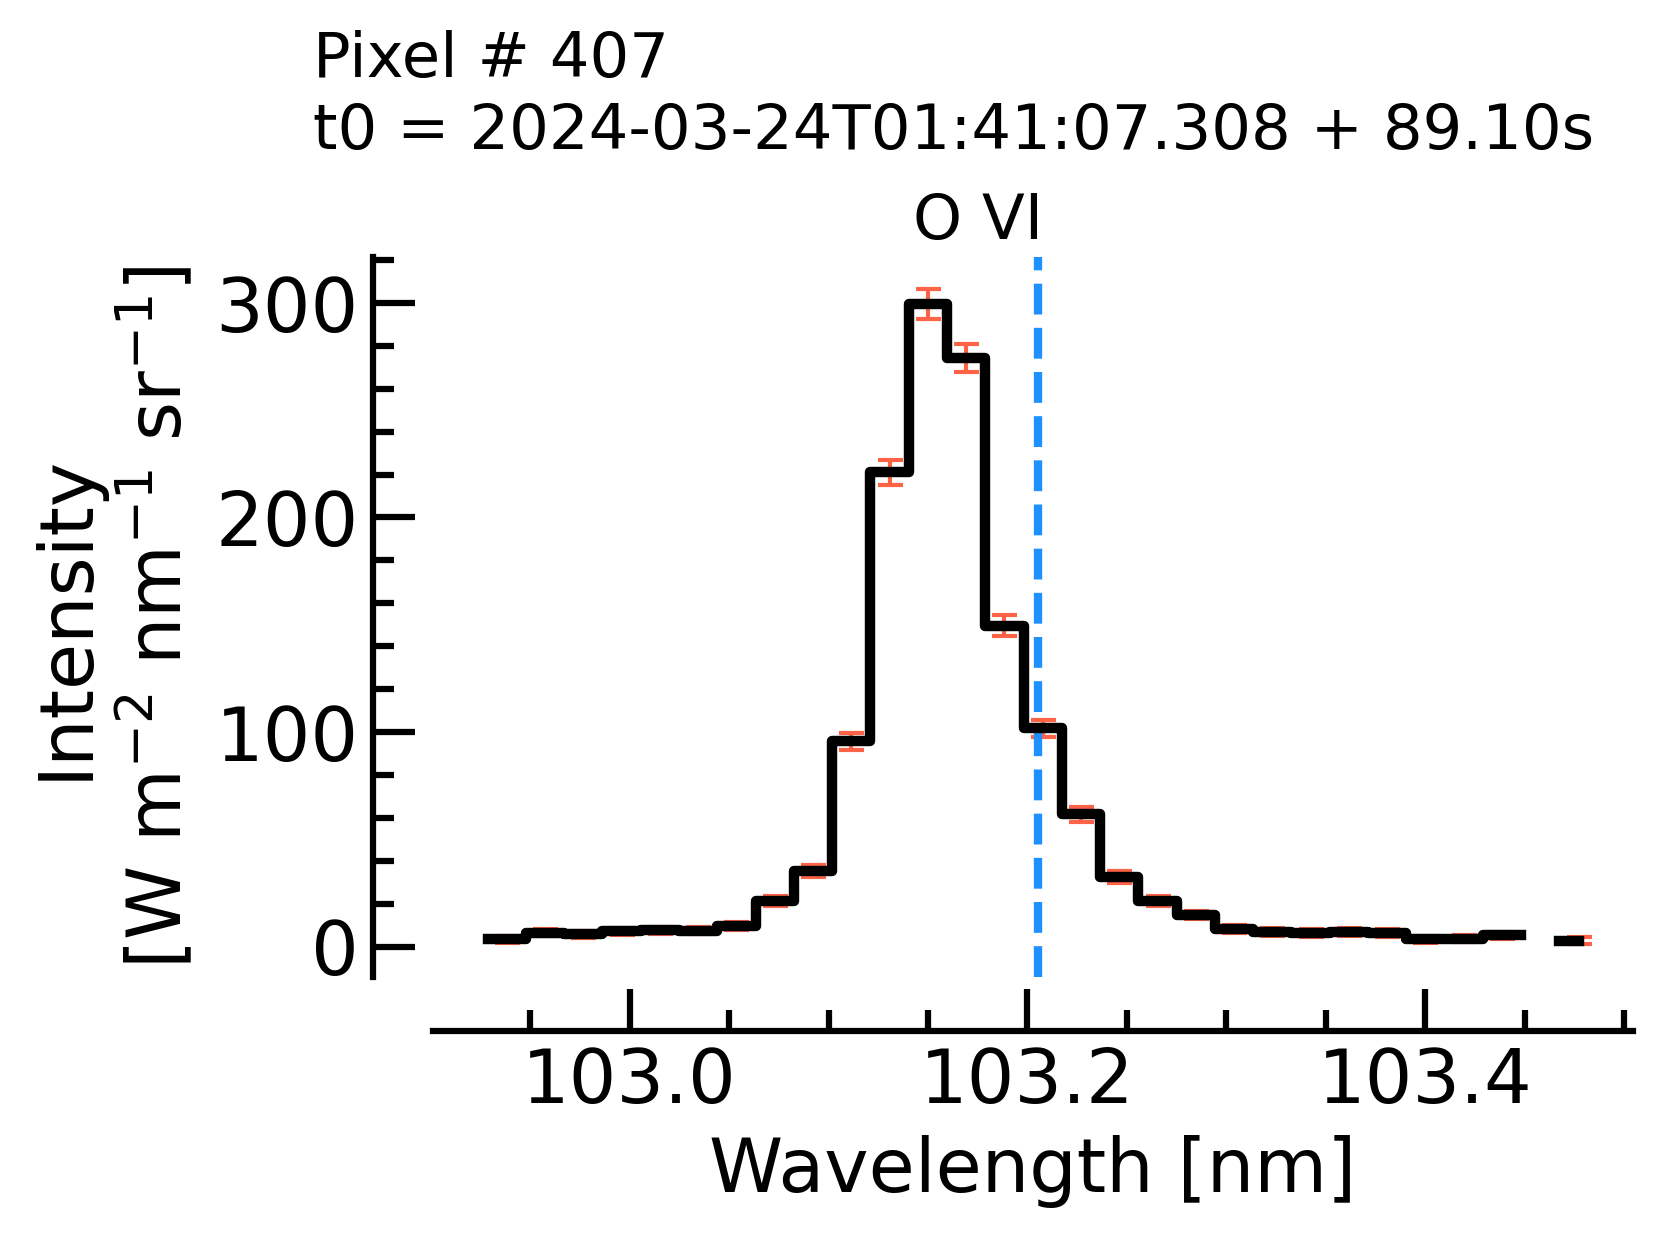 Pixel # 407
t0 = 2024-03-24T01:41:07.308 + 89.10s
O VI
Intensity
[W m⁻² nm⁻¹ sr⁻¹]
300
200
100
0
103.0 103.2 103.4
Wavelength [nm]